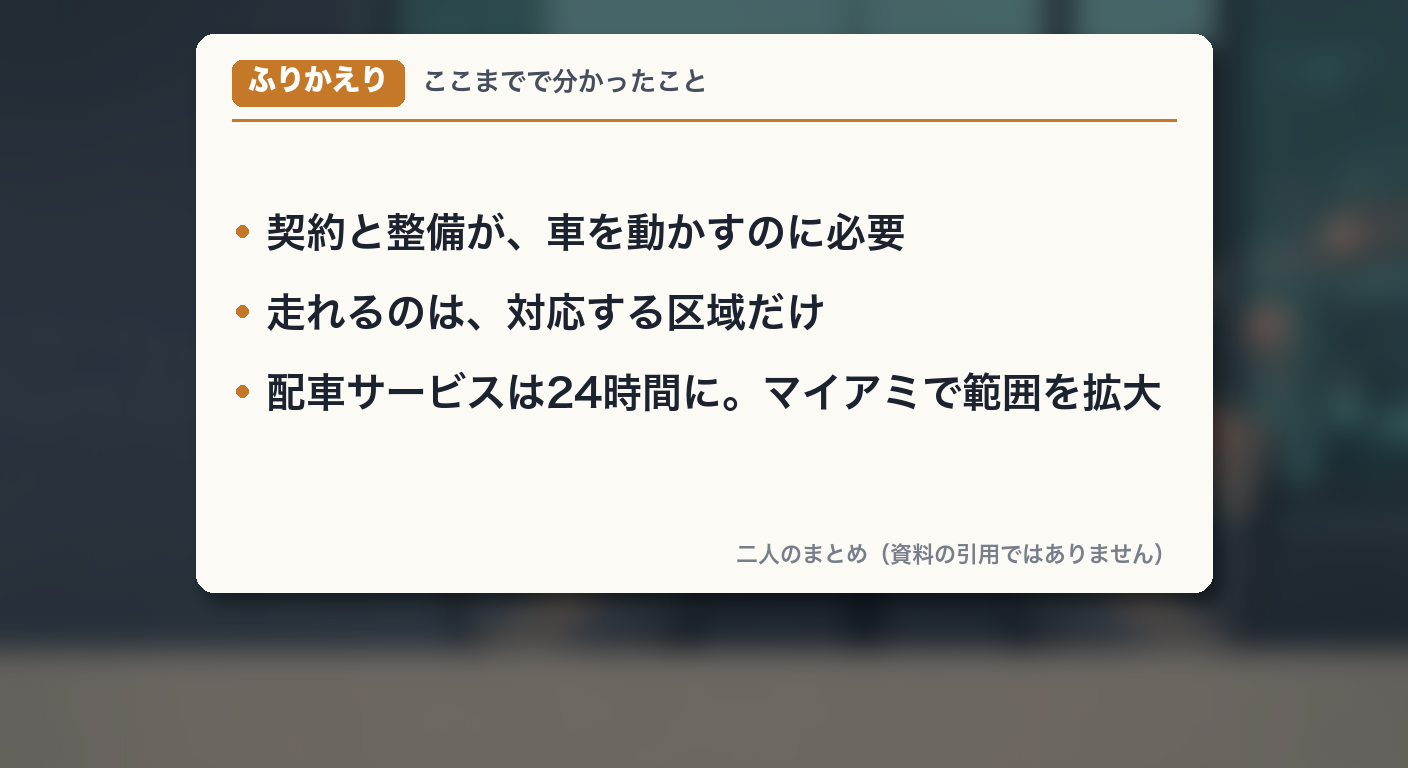 ふりかえり ここまでで分かったこと
• 契約と整備が、車を動かすのに必要
• 走れるのは、対応する区域だけ
• 配車サービスは24時間に。マイアミで範囲を拡大
二人のまとめ（資料の引用ではありません）